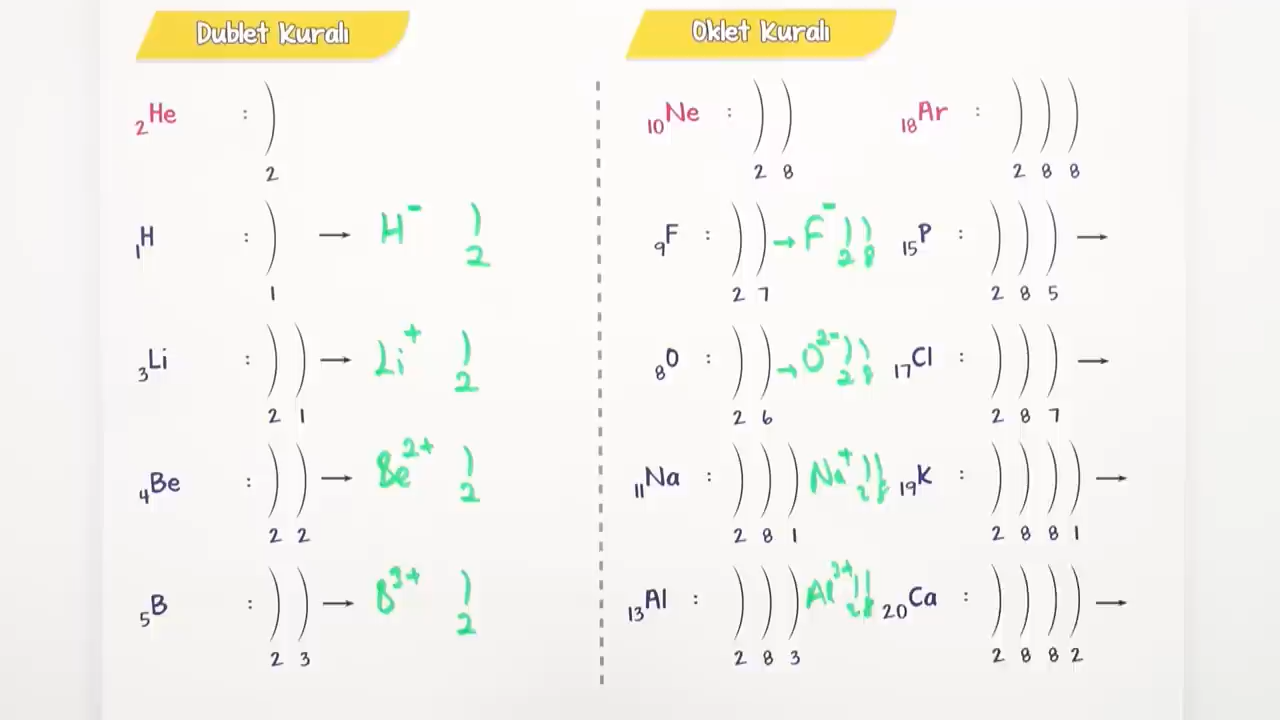 Dublet Kuralı
₂He : ) 2
₁H : ) 1 → H⁻ ) 2
₃Li : ) ) 2 1 → Li⁺ ) 2
₄Be : ) ) 2 2 → Be²⁺ ) 2
₅B : ) ) 2 3 → B³⁺ ) 2
Oklet Kuralı
₁₀Ne : ) ) 2 8
₉F : ) ) 2 7 → F⁻ ) ) 2 8
₈O : ) ) 2 6 → O²⁻ ) ) 2 8
₁₁Na : ) ) ) 2 8 1 Na⁺ ) ) 2 8
₁₃Al : ) ) ) 2 8 3 Al³⁺ ) ) 2 8
₁₈Ar : ) ) ) 2 8 8
₁₅P : ) ) ) 2 8 5 →
₁₇Cl : ) ) ) 2 8 7 →
₁₉K : ) ) ) ) 2 8 8 1 →
₂₀Ca : ) ) ) ) 2 8 8 2 →